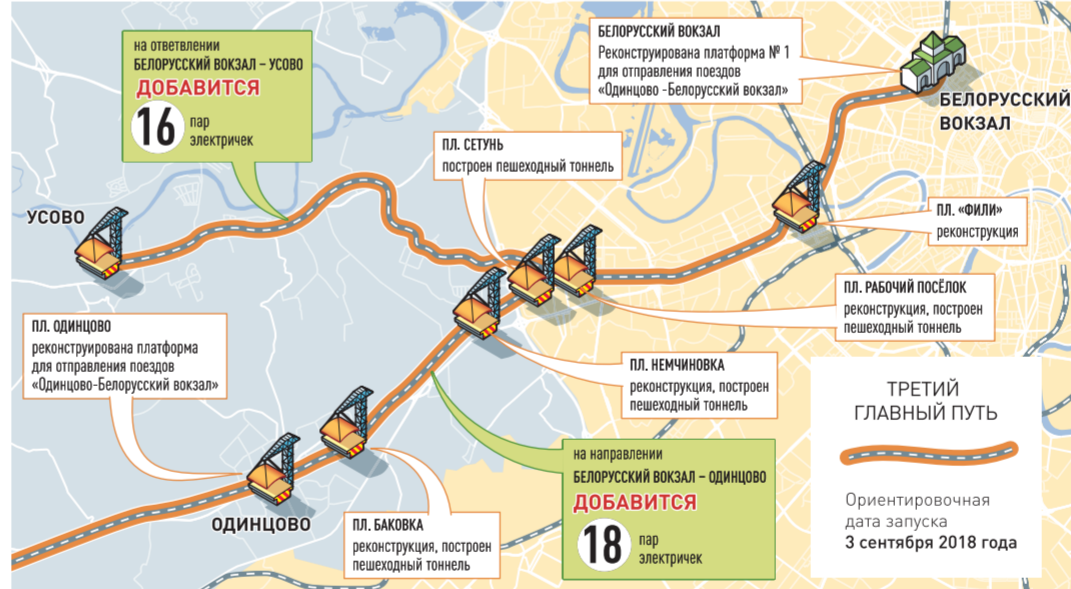 на ответвлении
БЕЛОРУССКИЙ ВОКЗАЛ – УСОВО
ДОБАВИТСЯ
16 пар
электричек
БЕЛОРУССКИЙ ВОКЗАЛ
Реконструирована платформа № 1
для отправления поездов
«Одинцово -Белорусский вокзал»
БЕЛОРУССКИЙ
ВОКЗАЛ
ПЛ. СЕТУНЬ
построен пешеходный тоннель
УСОВО
ПЛ. «ФИЛИ»
реконструкция
ПЛ. РАБОЧИЙ ПОСЁЛОК
реконструкция, построен
пешеходный тоннель
ПЛ. ОДИНЦОВО
реконструирована платформа
для отправления поездов
«Одинцово-Белорусский вокзал»
ПЛ. НЕМЧИНОВКА
реконструкция, построен
пешеходный тоннель
ОДИНЦОВО
ПЛ. БАКОВКА
реконструкция, построен
пешеходный тоннель
на направлении
БЕЛОРУССКИЙ ВОКЗАЛ – ОДИНЦОВО
ДОБАВИТСЯ
18 пар
электричек
ТРЕТИЙ
ГЛАВНЫЙ ПУТЬ
Ориентировочная
дата запуска
3 сентября 2018 года